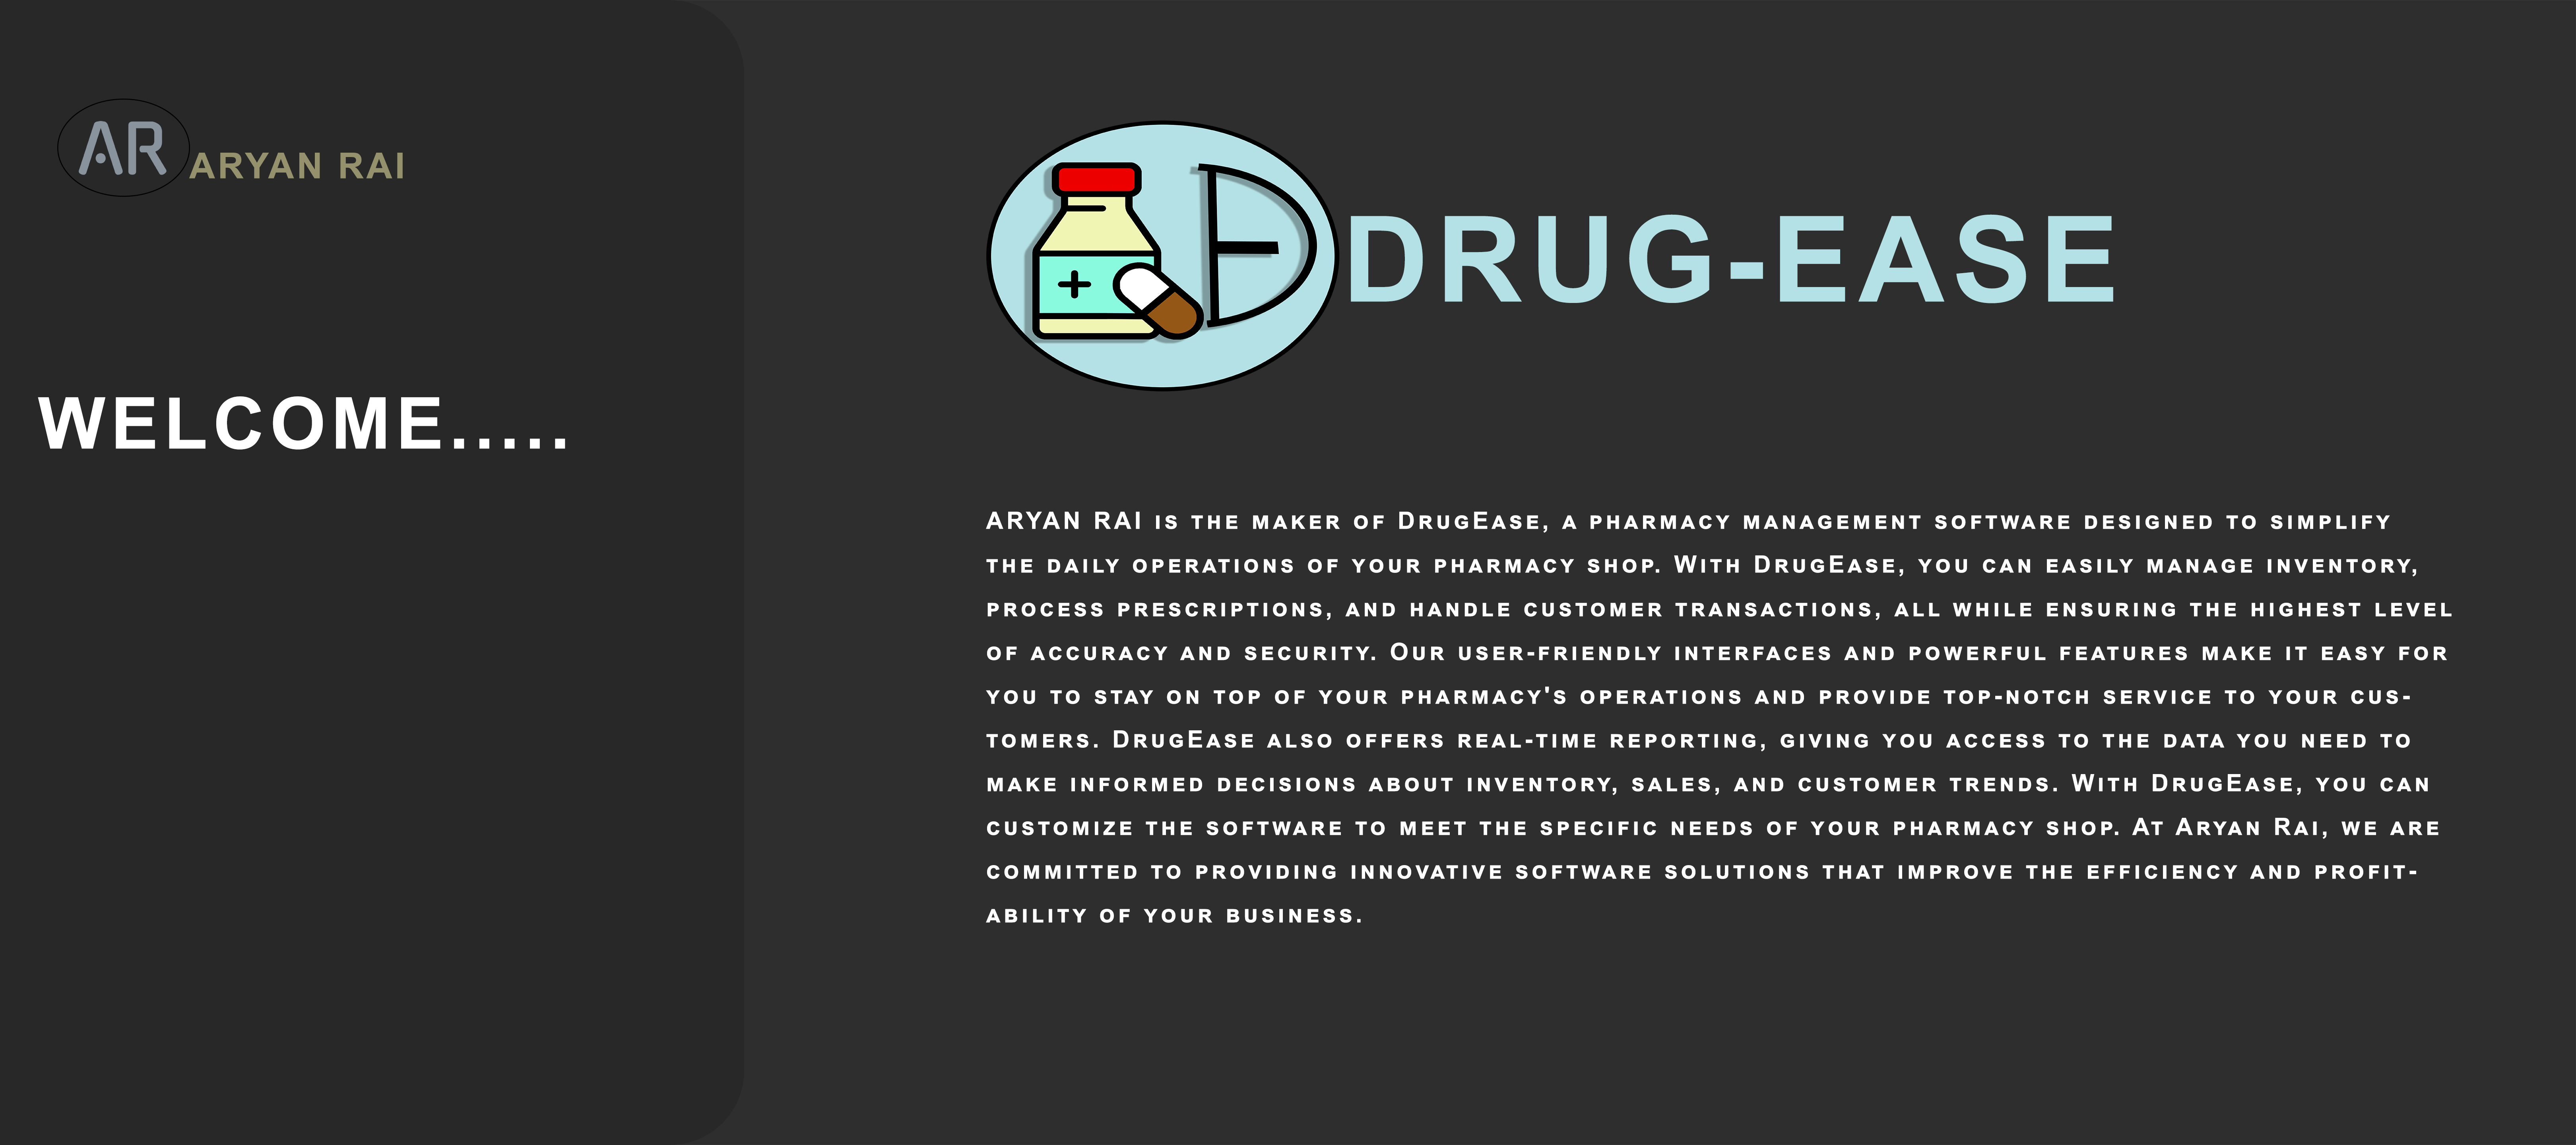 AR
ARYAN RAI
WELCOME.....
DRUG-EASE
ARYAN RAI IS THE MAKER OF DRUGEASE, A PHARMACY MANAGEMENT SOFTWARE DESIGNED TO SIMPLIFY
THE DAILY OPERATIONS OF YOUR PHARMACY SHOP. WITH DRUGEASE, YOU CAN EASILY MANAGE INVENTORY,
PROCESS PRESCRIPTIONS, AND HANDLE CUSTOMER TRANSACTIONS, ALL WHILE ENSURING THE HIGHEST LEVEL
OF ACCURACY AND SECURITY. OUR USER-FRIENDLY INTERFACES AND POWERFUL FEATURES MAKE IT EASY FOR
YOU TO STAY ON TOP OF YOUR PHARMACY'S OPERATIONS AND PROVIDE TOP-NOTCH SERVICE TO YOUR CUS-
TOMERS. DRUGEASE ALSO OFFERS REAL-TIME REPORTING, GIVING YOU ACCESS TO THE DATA YOU NEED TO
MAKE INFORMED DECISIONS ABOUT INVENTORY, SALES, AND CUSTOMER TRENDS. WITH DRUGEASE, YOU CAN
CUSTOMIZE THE SOFTWARE TO MEET THE SPECIFIC NEEDS OF YOUR PHARMACY SHOP. AT ARYAN RAI, WE ARE
COMMITTED TO PROVIDING INNOVATIVE SOFTWARE SOLUTIONS THAT IMPROVE THE EFFICIENCY AND PROFIT-
ABILITY OF YOUR BUSINESS.